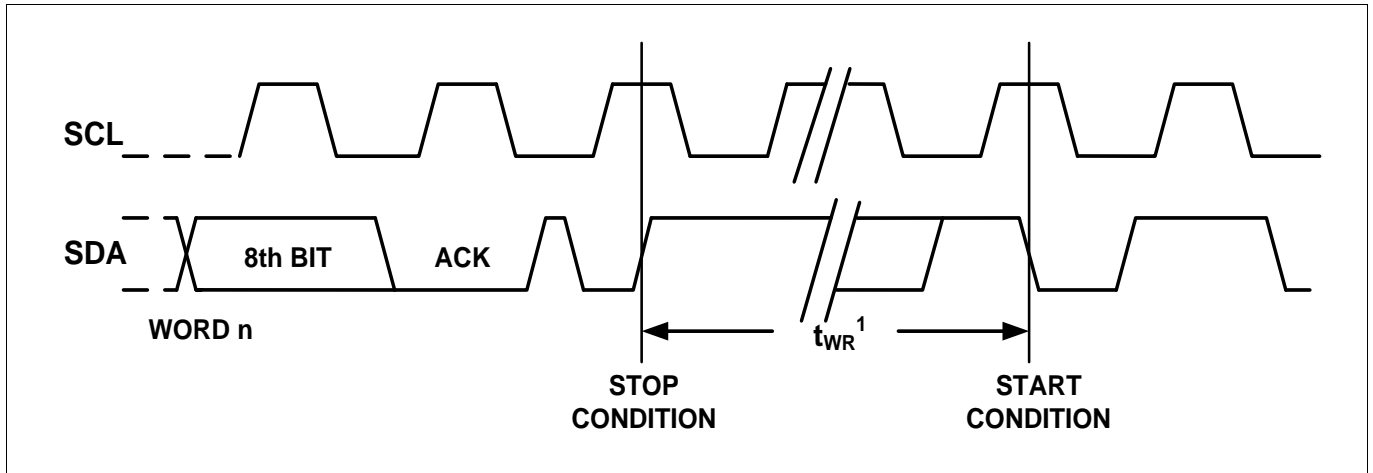 SCL
SDA
8th BIT
ACK
WORD n
tWR1
STOP
CONDITION
START
CONDITION